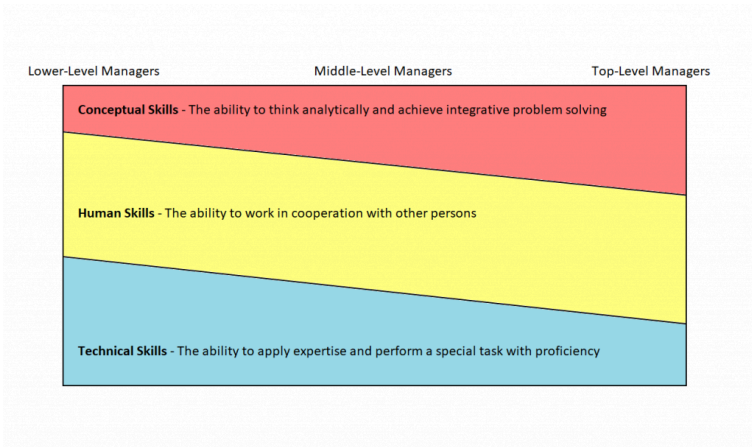 Lower-Level Managers Middle-Level Managers Top-Level Managers
Conceptual Skills - The ability to think analytically and achieve integrative problem solving
Human Skills - The ability to work in cooperation with other persons
Technical Skills - The ability to apply expertise and perform a special task with proficiency